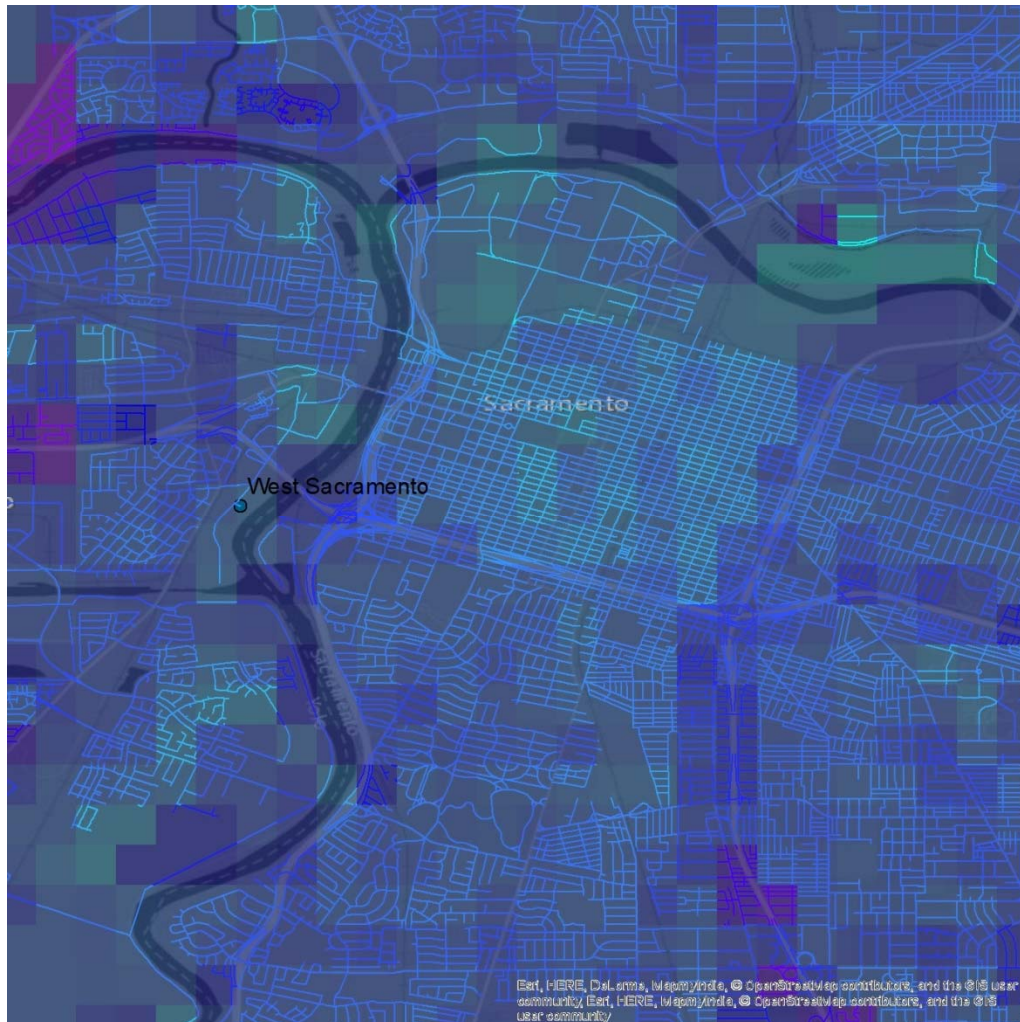 Sacramento
West Sacramento
Sacramento
Esri, HERE, DeLorme, MapmyIndia, © OpenStreetMap contributors, and the GIS user
community, Esri, HERE, MapmyIndia, © OpenStreetMap contributors, and the GIS
user community